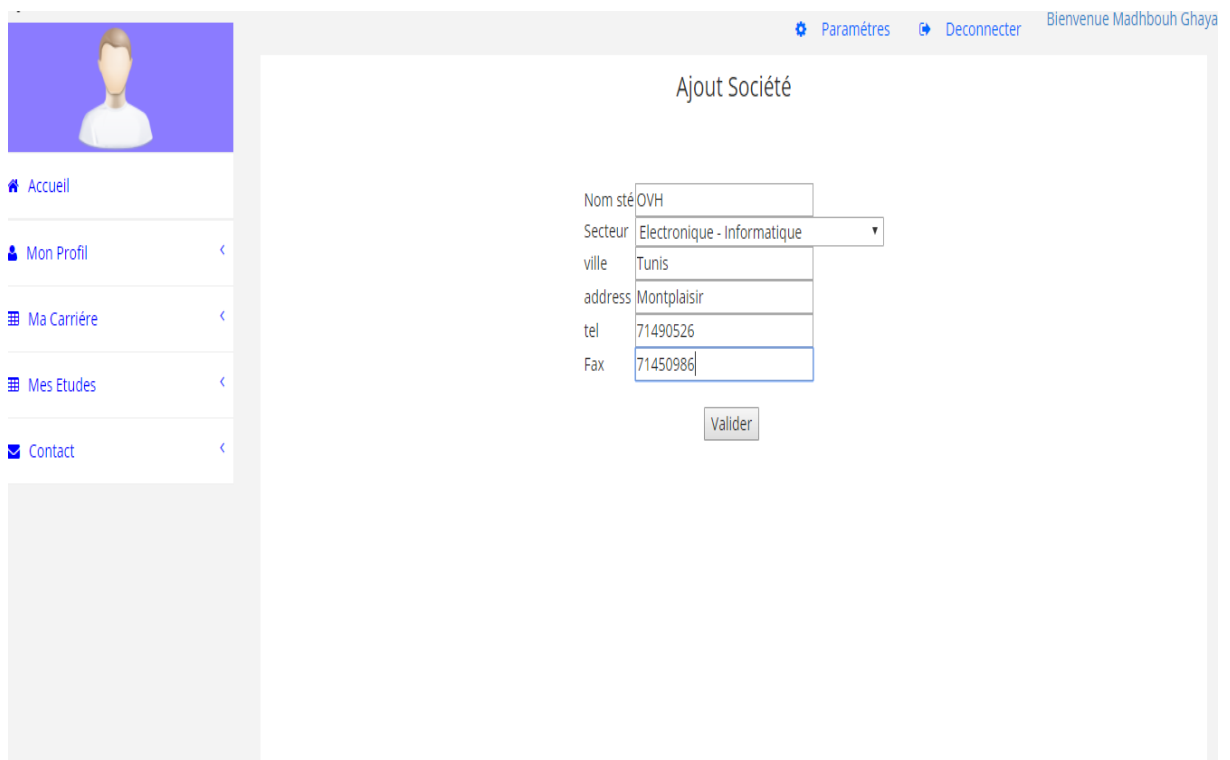 Paramétres Deconnecter Bienvenue Madhbouh Ghaya
Ajout Société
Accueil
Mon Profil
Ma Carriére
Mes Etudes
Contact
Nom sté OVH
Secteur Electronique - Informatique
ville Tunis
address Montplaisir
tel 71490526
Fax 71450986
Valider